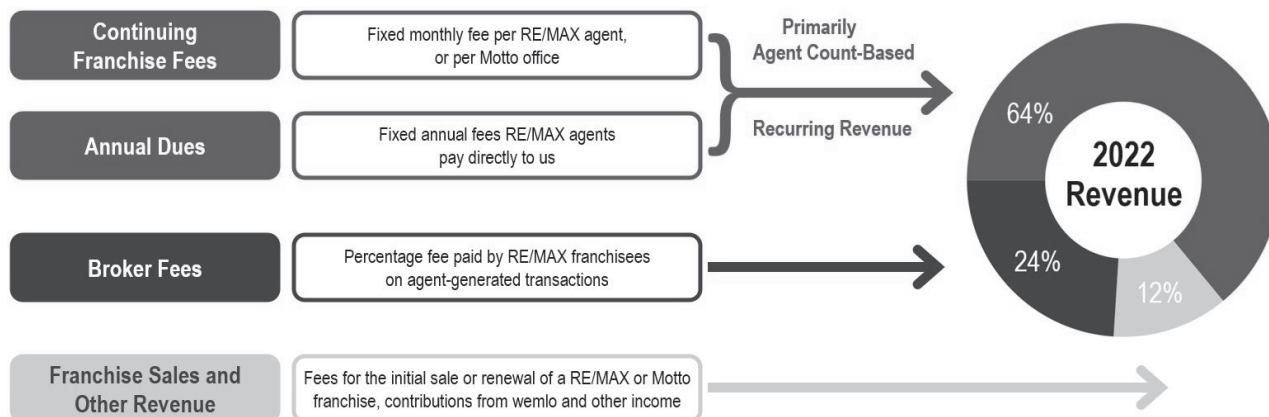 Continuing
Franchise Fees
Fixed monthly fee per RE/MAX agent,
or per Motto office
Primarily
Agent Count-Based
Annual Dues
Fixed annual fees RE/MAX agents
pay directly to us
Recurring Revenue
64%
2022
Revenue
Broker Fees
Percentage fee paid by RE/MAX franchisees
on agent-generated transactions
24%
12%
Franchise Sales and
Other Revenue
Fees for the initial sale or renewal of a RE/MAX or Motto
franchise, contributions from wemlo and other income